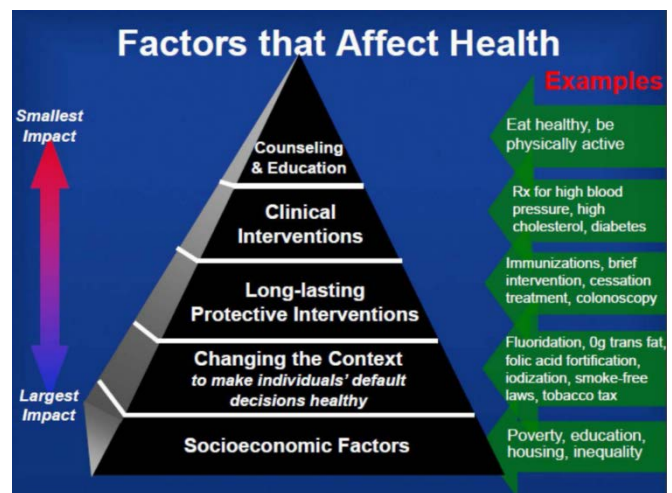 Factors that Affect Health
Examples
Smallest
Impact
Largest
Impact
Counseling
& Education
Eat healthy, be
physically active
Clinical
Interventions
Rx for high blood
pressure, high
cholesterol, diabetes
Long-lasting
Protective Interventions
Immunizations, brief
intervention, cessation
treatment, colonoscopy
Changing the Context
to make individuals' default
decisions healthy
Fluoridation, 0g trans fat,
folic acid fortification,
iodization, smoke-free
laws, tobacco tax
Socioeconomic Factors
Poverty, education,
housing, inequality